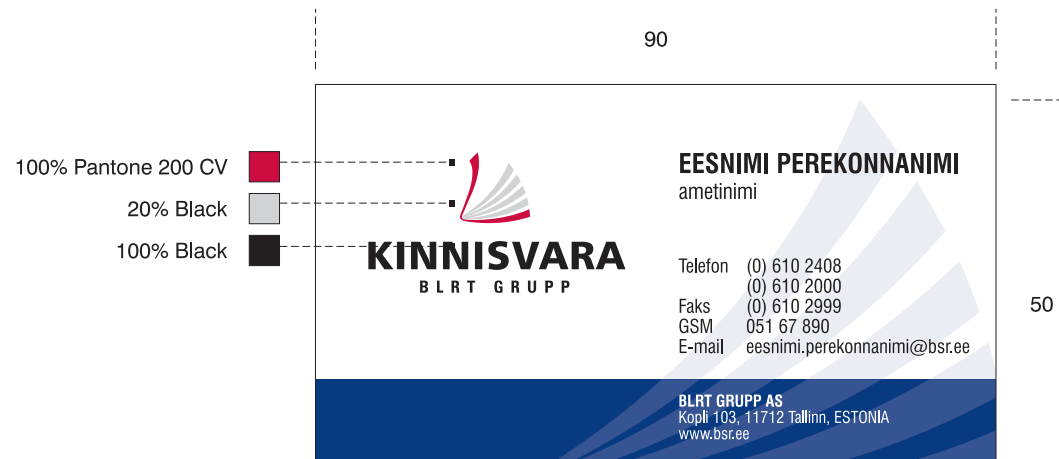 90
100% Pantone 200 CV
20% Black
100% Black
KINNISVARA
BLRT GRUPP
EESNIMI PEREKONNANIMI
ametinimi
Telefon (0) 610 2408
(0) 610 2000
Faks (0) 610 2999
GSM 051 67 890
E-mail eesnimi.perekonnanimi@bsr.ee
50
BLRT GRUPP AS
Kopli 103, 11712 Tallinn, ESTONIA
www.bsr.ee